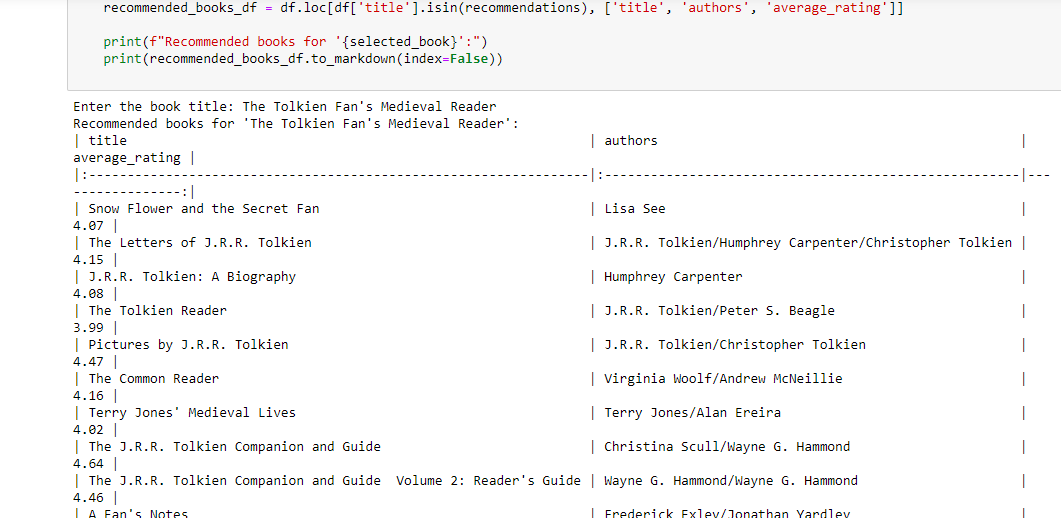 recommended_books_df = df.loc[df['title'].isin(recommendations), ['title', 'authors', 'average_rating']]
print(f"Recommended books for '{selected_book}':")
print(recommended_books_df.to_markdown(index=False))
Enter the book title: The Tolkien Fan's Medieval Reader
Recommended books for 'The Tolkien Fan's Medieval Reader':
| title | authors |
average_rating |
|:-----------------------------------------------------------------|:------------------------------------------------------|---
--------------:|
| Snow Flower and the Secret Fan | Lisa See |
4.07 |
| The Letters of J.R.R. Tolkien | J.R.R. Tolkien/Humphrey Carpenter/Christopher Tolkien |
4.15 |
| J.R.R. Tolkien: A Biography | Humphrey Carpenter |
4.08 |
| The Tolkien Reader | J.R.R. Tolkien/Peter S. Beagle |
3.99 |
| Pictures by J.R.R. Tolkien | J.R.R. Tolkien/Christopher Tolkien |
4.47 |
| The Common Reader | Virginia Woolf/Andrew McNeillie |
4.16 |
| Terry Jones' Medieval Lives | Terry Jones/Alan Ereira |
4.02 |
| The J.R.R. Tolkien Companion and Guide | Christina Scull/Wayne G. Hammond |
4.64 |
| The J.R.R. Tolkien Companion and Guide  Volume 2: Reader's Guide | Wayne G. Hammond/Wayne G. Hammond |
4.46 |
| A Fan's Notes | Frederick Exley/Jonathan Yardley |